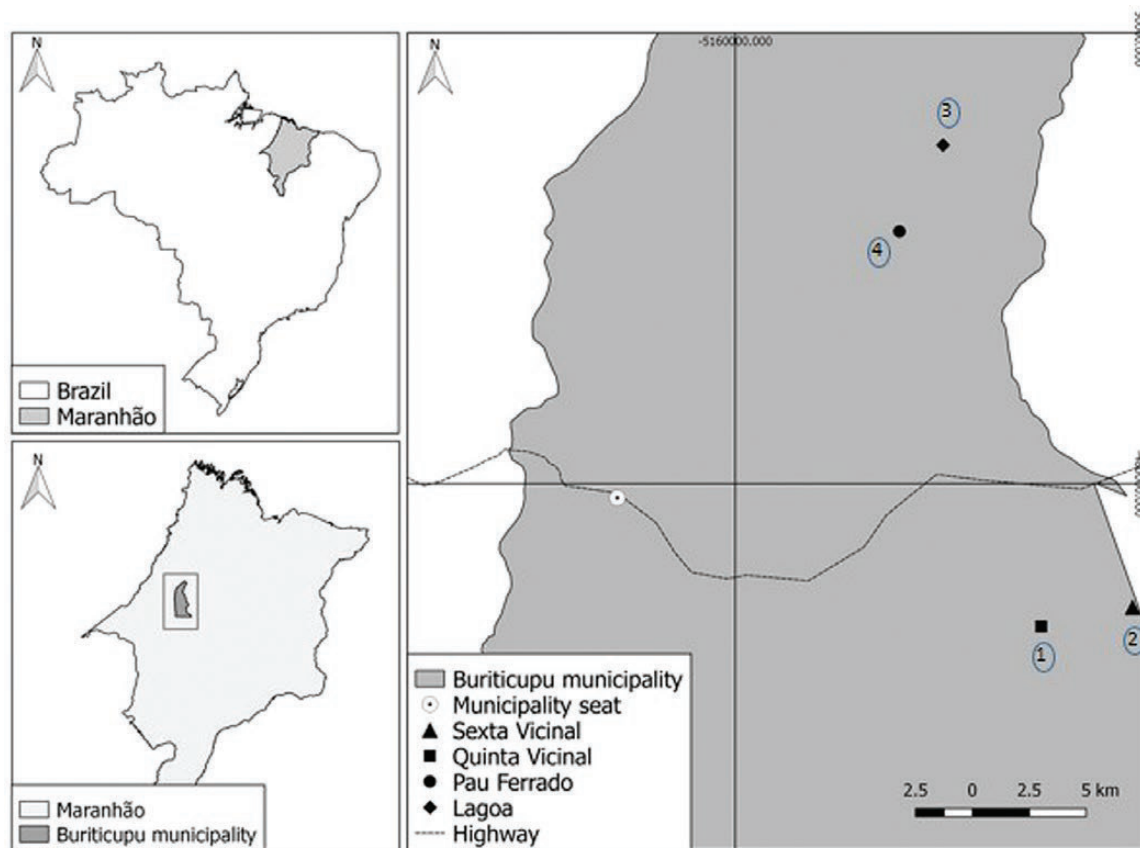 N
Brazil
Maranhão
N
Maranhão
Buriticupu municipality
N
-5160000.000
3
4
1
2
Buriticupu municipality
Municipality seat
Sexta Vicinal
Quinta Vicinal
Pau Ferrado
Lagoa
Highway
2.5 0 2.5 5 km